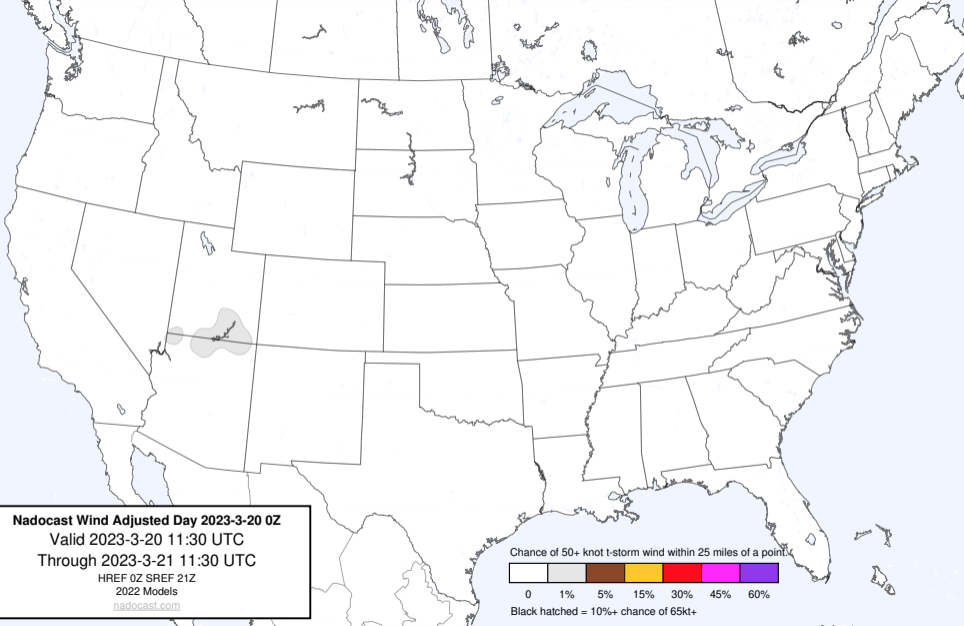 Nadocast Wind Adjusted Day 2023-3-20 0Z
Valid 2023-3-20 11:30 UTC
Through 2023-3-21 11:30 UTC
HREF 0Z SREF 21Z
2022 Models
nadocast.com
Chance of 50+ knot t-storm wind within 25 miles of a point.
0 1% 5% 15% 30% 45% 60%
Black hatched = 10%+ chance of 65kt+